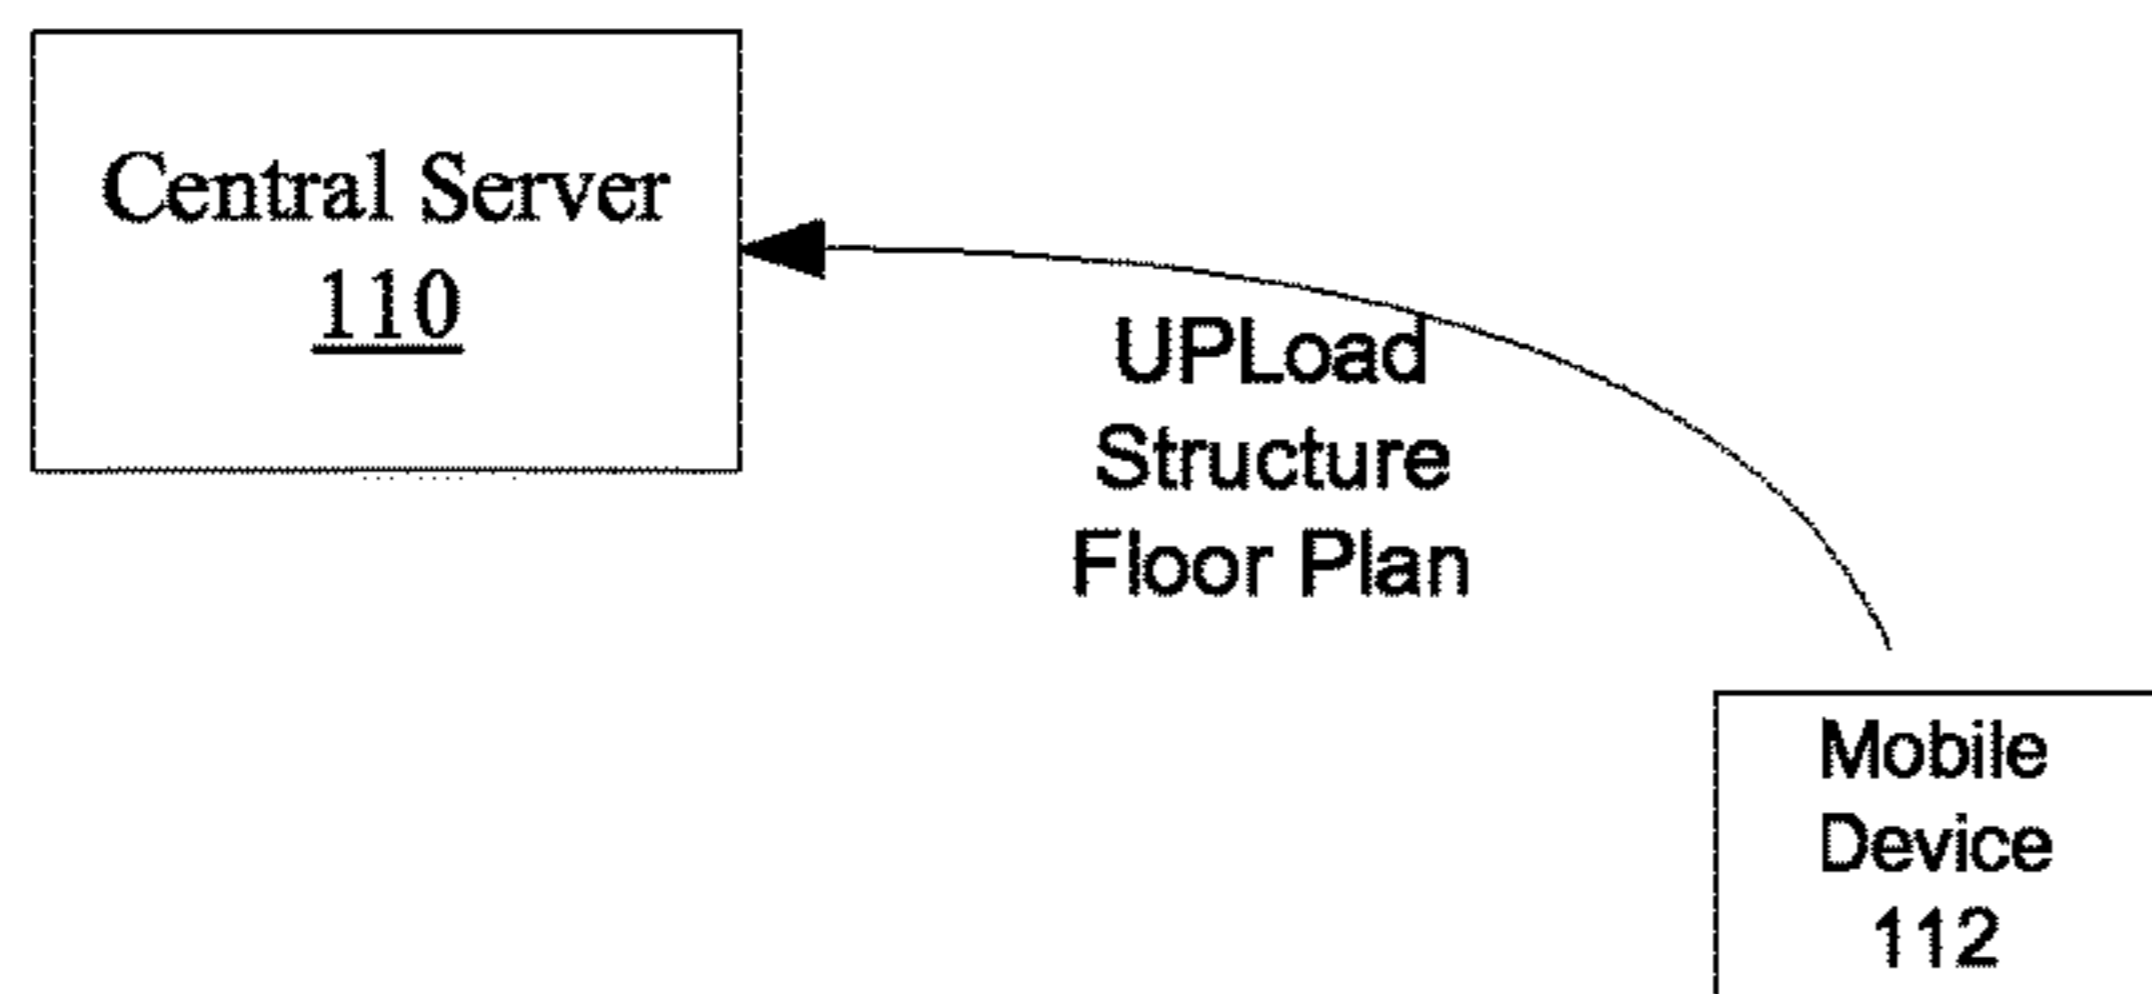 Central Server
110
UPLoad
Structure
Floor Plan
Mobile
Device
112